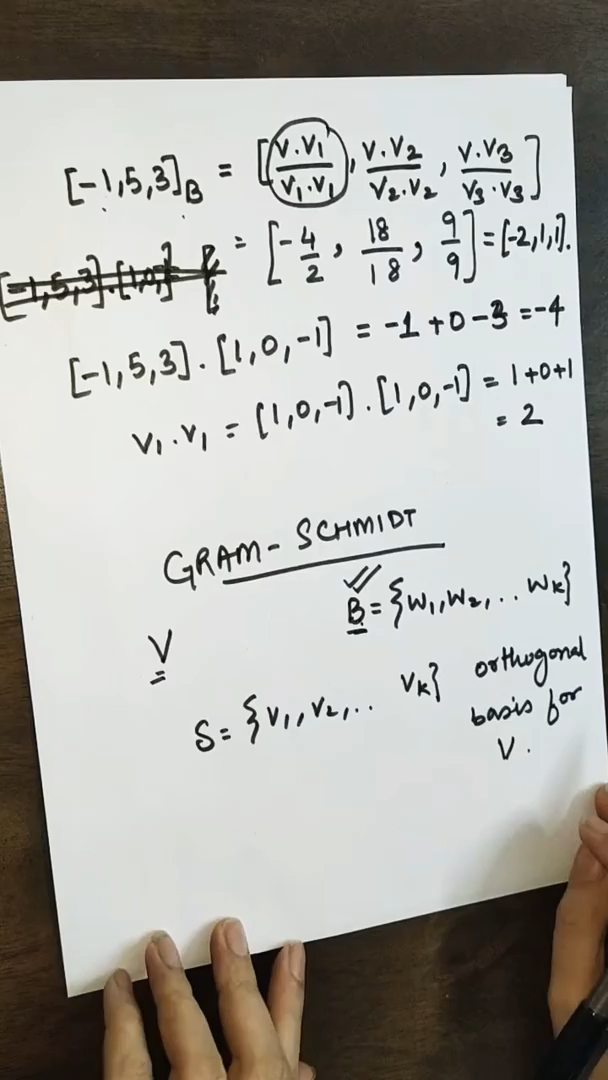 [-1,5,3]_B = [v.v₁/v₁.v₁, v.v₂/v₂.v₂, v.v₃/v₃.v₃]
= [-4/2, 18/18, 9/9] = [-2,1,1].
[-1,5,3].[1,0,-1] = -1+0-3 = -4
v₁.v₁ = [1,0,-1].[1,0,-1] = 1+0+1
= 2
GRAM-SCHMIDT
B = {w₁,w₂,.. wₖ}
V
S = {v₁,v₂,.. vₖ} orthogonal
basis for
V.